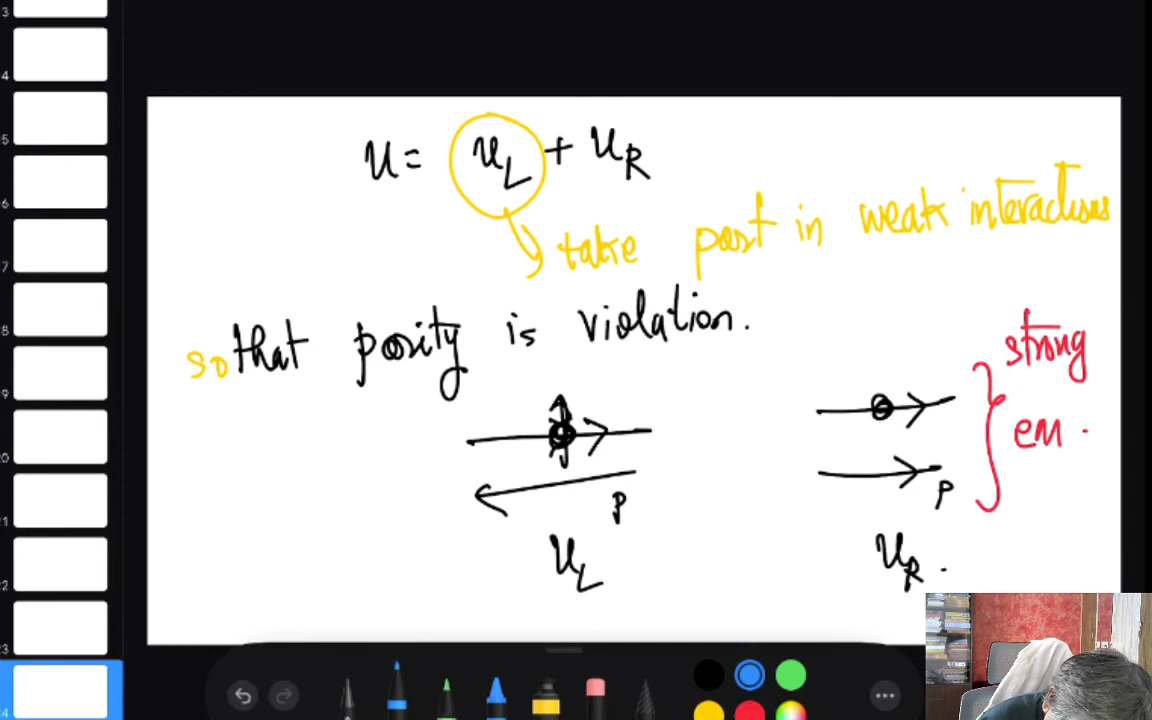 u = u_L + u_R
take part in weak interactions
so that parity is violation.
strong
em.
p
p
u_L
u_R.